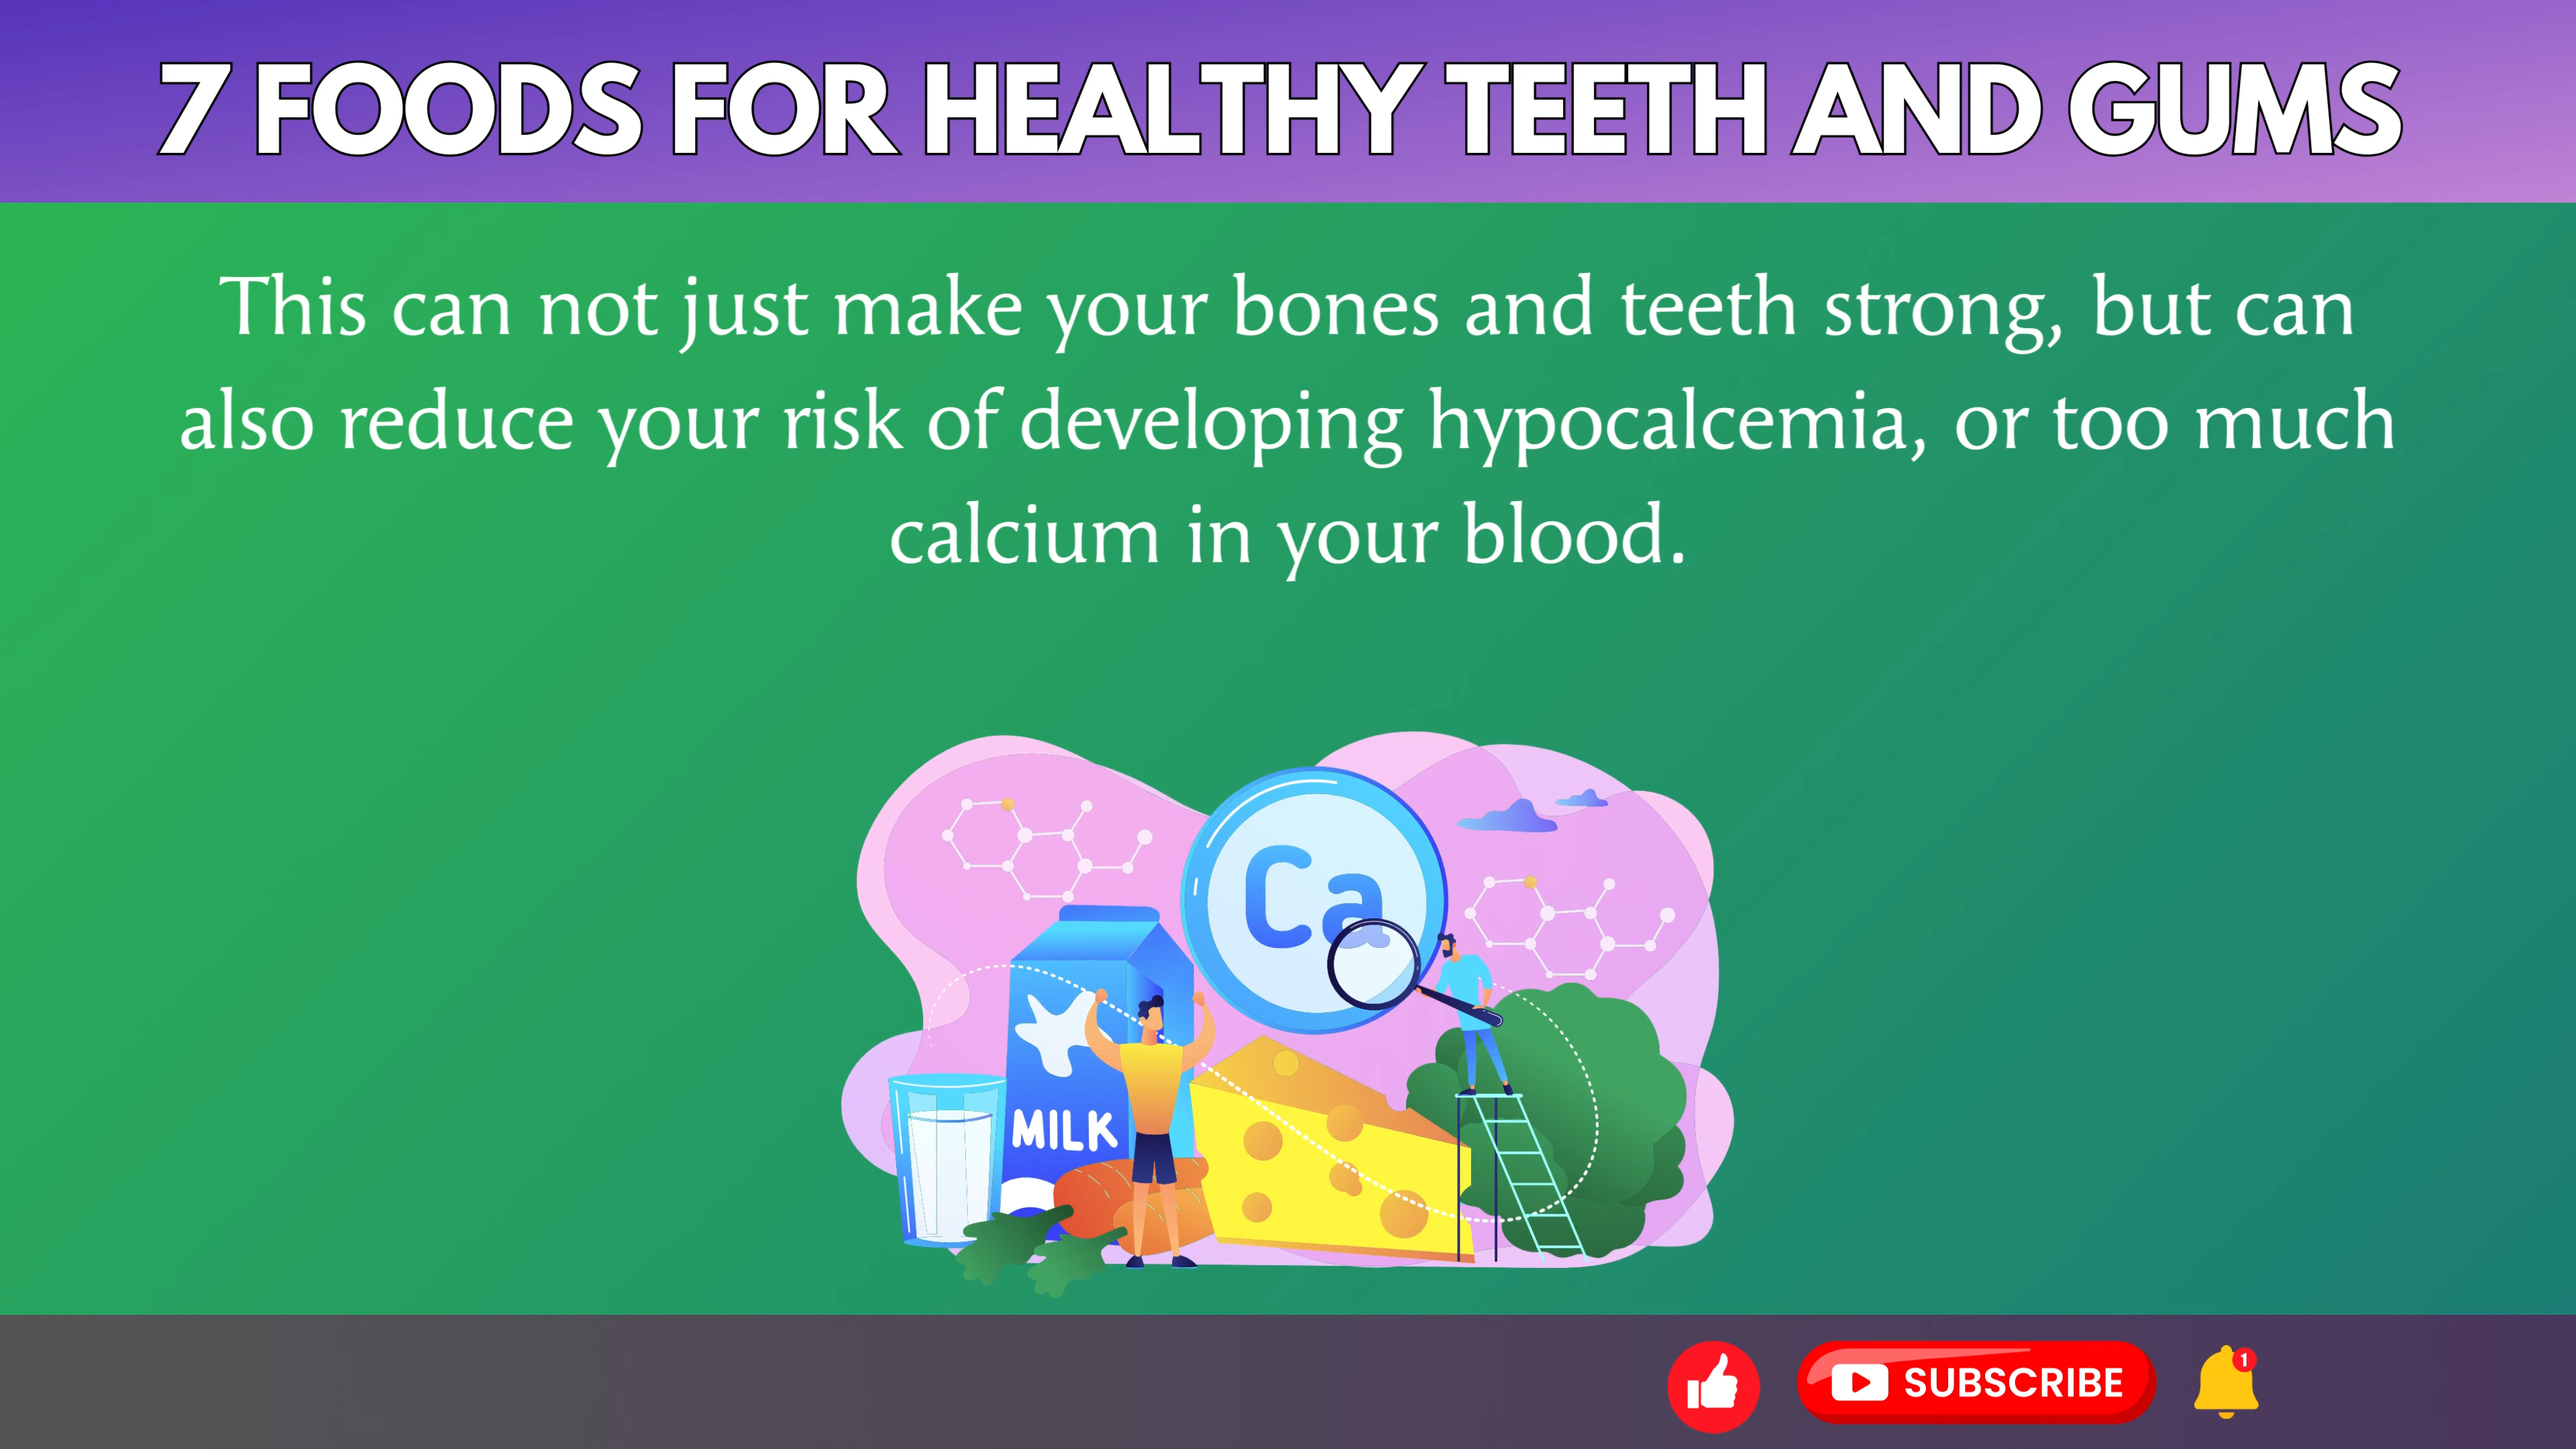 7 FOODS FOR HEALTHY TEETH AND GUMS
This can not just make your bones and teeth strong, but can
also reduce your risk of developing hypocalcemia, or too much
calcium in your blood.
Ca
MILK
SUBSCRIBE
1